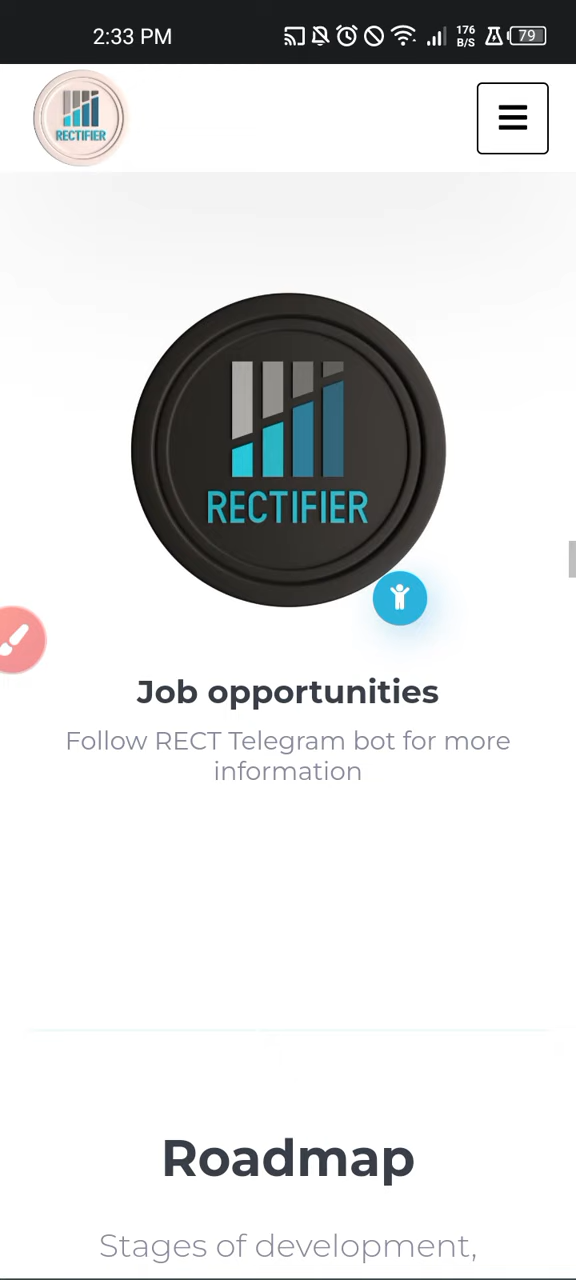 2:33 PM
176
B/S
79
RECTIFIER
RECTIFIER
Job opportunities
Follow RECT Telegram bot for more
information
Roadmap
Stages of development,